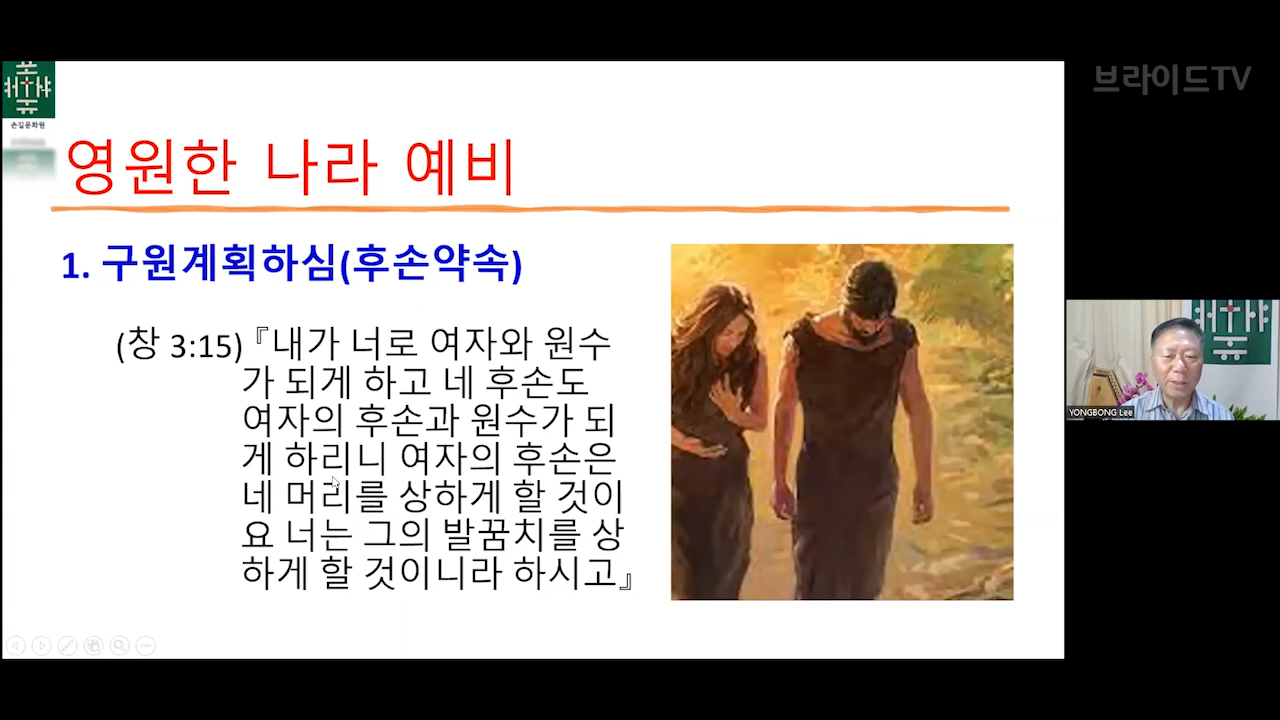 브라이드TV
손길문화원
영원한 나라 예비
1. 구원계획하심(후손약속)
(창 3:15)『내가 너로 여자와 원수
가 되게 하고 네 후손도
여자의 후손과 원수가 되
게 하리니 여자의 후손은
네 머리를 상하게 할 것이
요 너는 그의 발꿈치를 상
하게 할 것이니라 하시고』
YONGBONG Lee